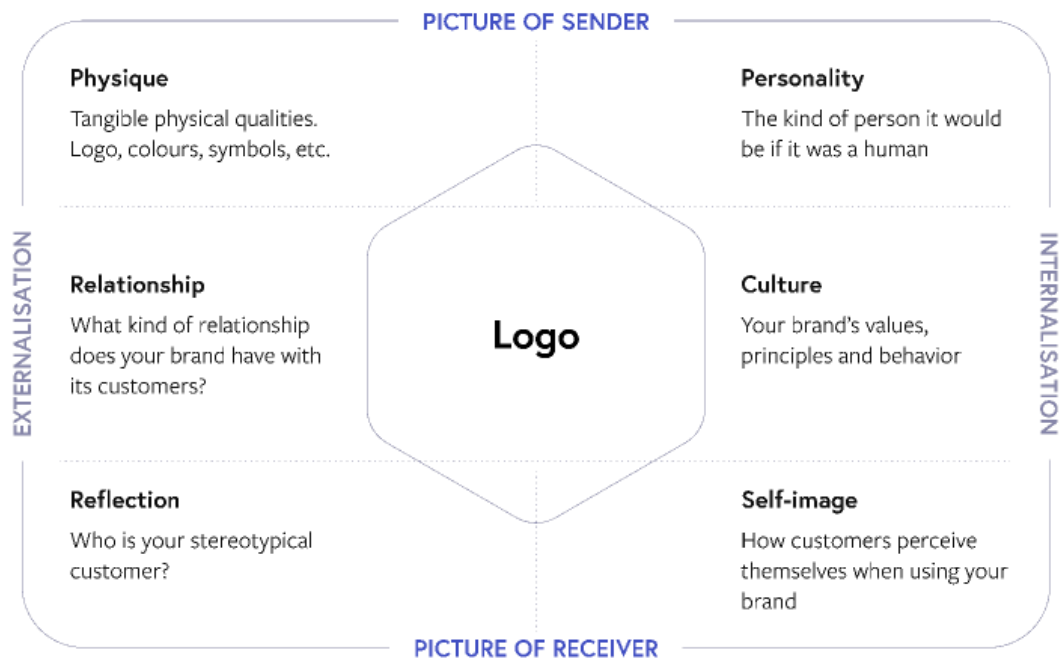 PICTURE OF SENDER
Physique
Tangible physical qualities.
Logo, colours, symbols, etc.
Personality
The kind of person it would
be if it was a human
EXTERNALISATION
Relationship
What kind of relationship
does your brand have with
its customers?
Logo
Culture
Your brand's values,
principles and behavior
INTERNALISATION
Reflection
Who is your stereotypical
customer?
Self-image
How customers perceive
themselves when using your
brand
PICTURE OF RECEIVER